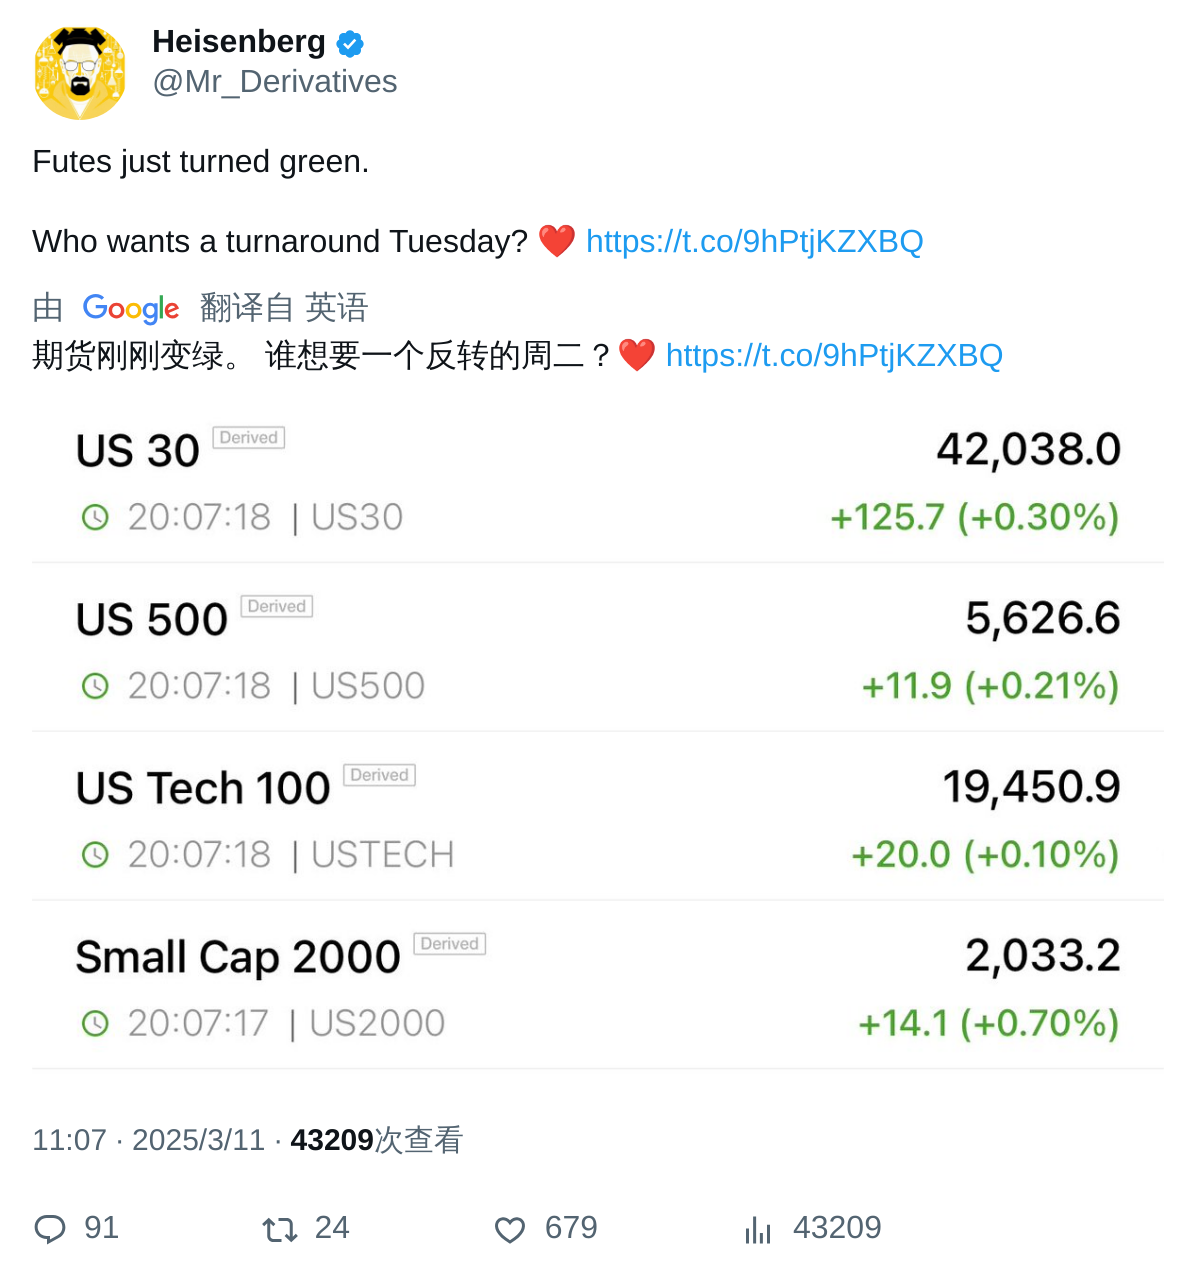 Heisenberg
@Mr_Derivatives
Futes just turned green.
Who wants a turnaround Tuesday? ❤️ https://t.co/9hPtjKZXBQ
由 Google 翻译自 英语
期货刚刚变绿。 谁想要一个反转的周二？❤️ https://t.co/9hPtjKZXBQ
US 30 Derived 42,038.0
20:07:18 | US30 +125.7 (+0.30%)
US 500 Derived 5,626.6
20:07:18 | US500 +11.9 (+0.21%)
US Tech 100 Derived 19,450.9
20:07:18 | USTECH +20.0 (+0.10%)
Small Cap 2000 Derived 2,033.2
20:07:17 | US2000 +14.1 (+0.70%)
11:07 · 2025/3/11 · 43209次查看
91 24 679 43209